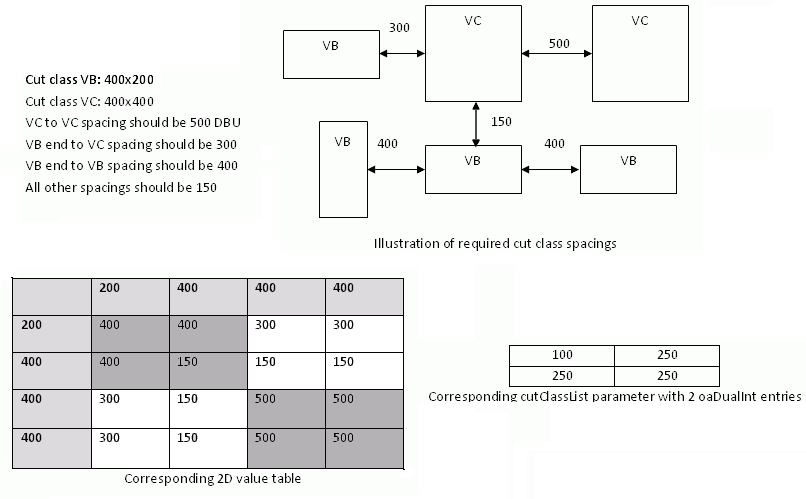 Cut class VB: 400x200
Cut class VC: 400x400
VC to VC spacing should be 500 DBU
VB end to VC spacing should be 300
VB end to VB spacing should be 400
All other spacings should be 150
VB
300
VC
500
VC
150
VB
400
VB
400
VB
Illustration of required cut class spacings
200 400 400 400
200 400 400 300 300
400 400 150 150 150
400 300 150 500 500
400 300 150 500 500
Corresponding 2D value table
100 250
250 250
Corresponding cutClassList parameter with 2 oaDualInt entries